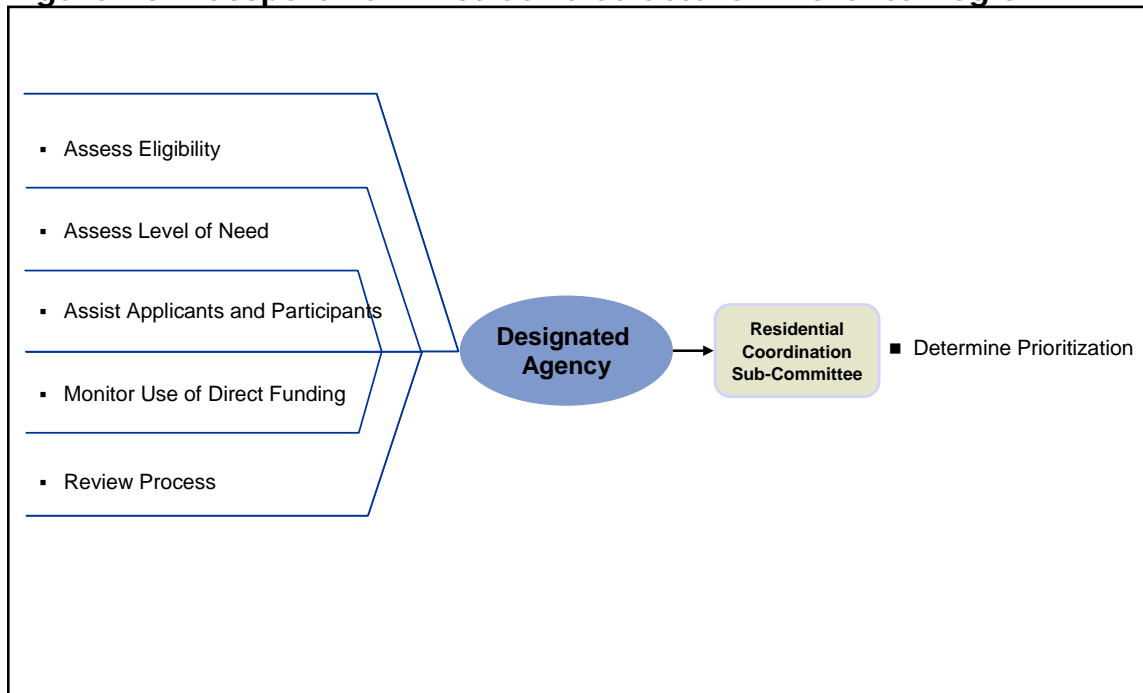 ▪ Assess Eligibility
▪ Assess Level of Need
▪ Assist Applicants and Participants
▪ Monitor Use of Direct Funding
▪ Review Process
Designated
Agency
Residential
Coordination
Sub-Committee
■ Determine Prioritization